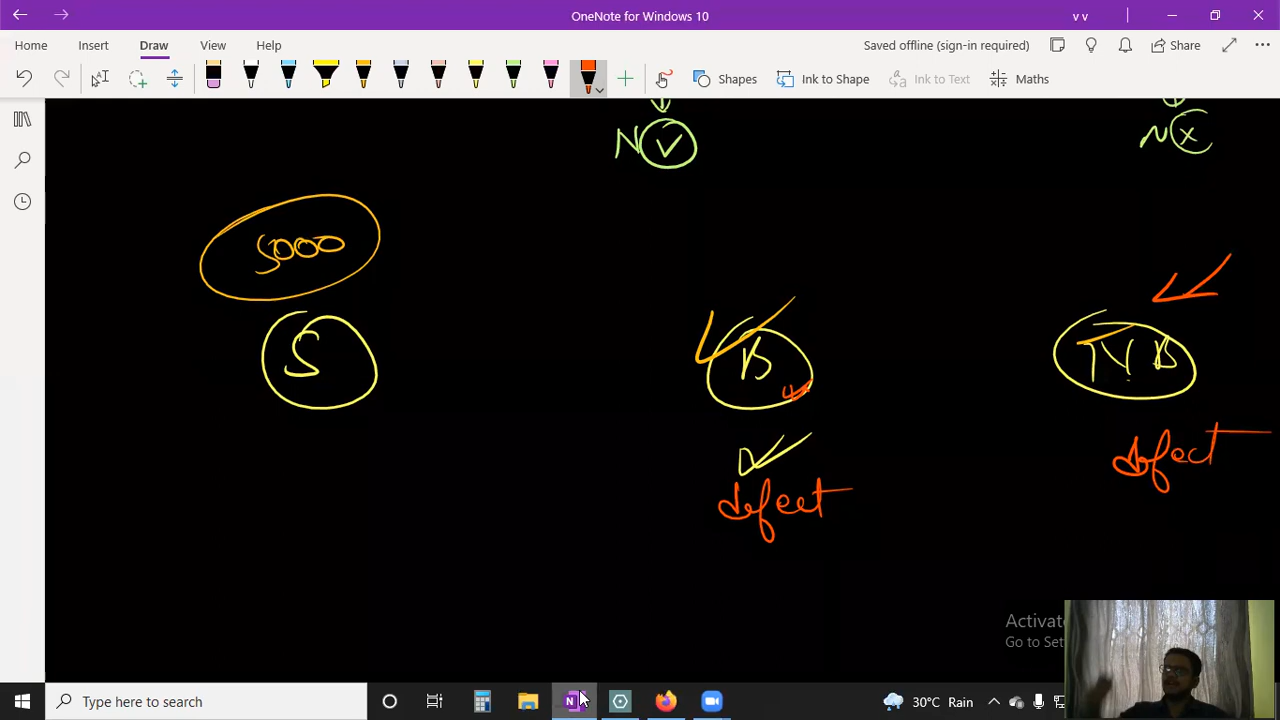 OneNote for Windows 10
v v
Home Insert Draw View Help
Saved offline (sign-in required)
Share
Shapes
Ink to Shape
Ink to Text
Maths
N ✓
N x
5000
S
B
N B
Defect
Defect
Activate
Go to Set
Type here to search
30°C Rain